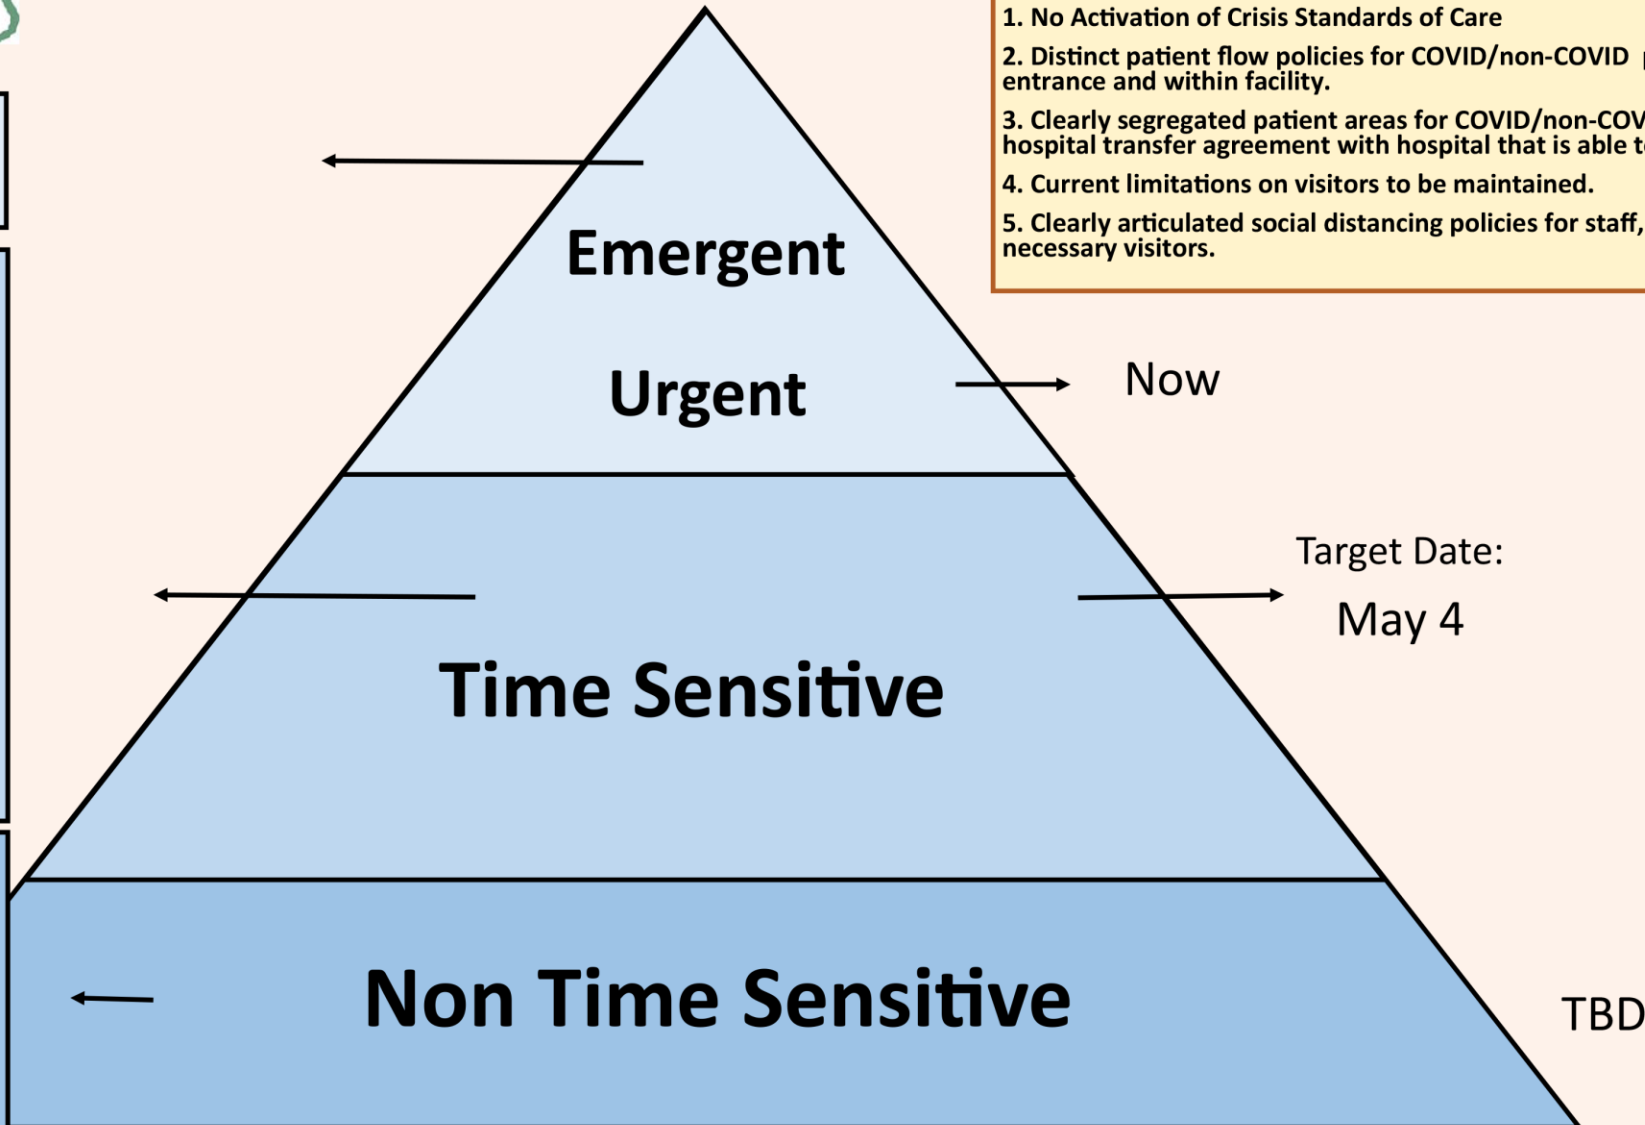 1. No Activation of Crisis Standards of Care
2. Distinct patient flow policies for COVID/non-COVID
entrance and within facility.
3. Clearly segregated patient areas for COVID/non-COV
hospital transfer agreement with hospital that is able
4. Current limitations on visitors to be maintained.
5. Clearly articulated social distancing policies for staff,
necessary visitors.
Emergent
Urgent
Now
Target Date:
May 4
Time Sensitive
Non Time Sensitive
TBD